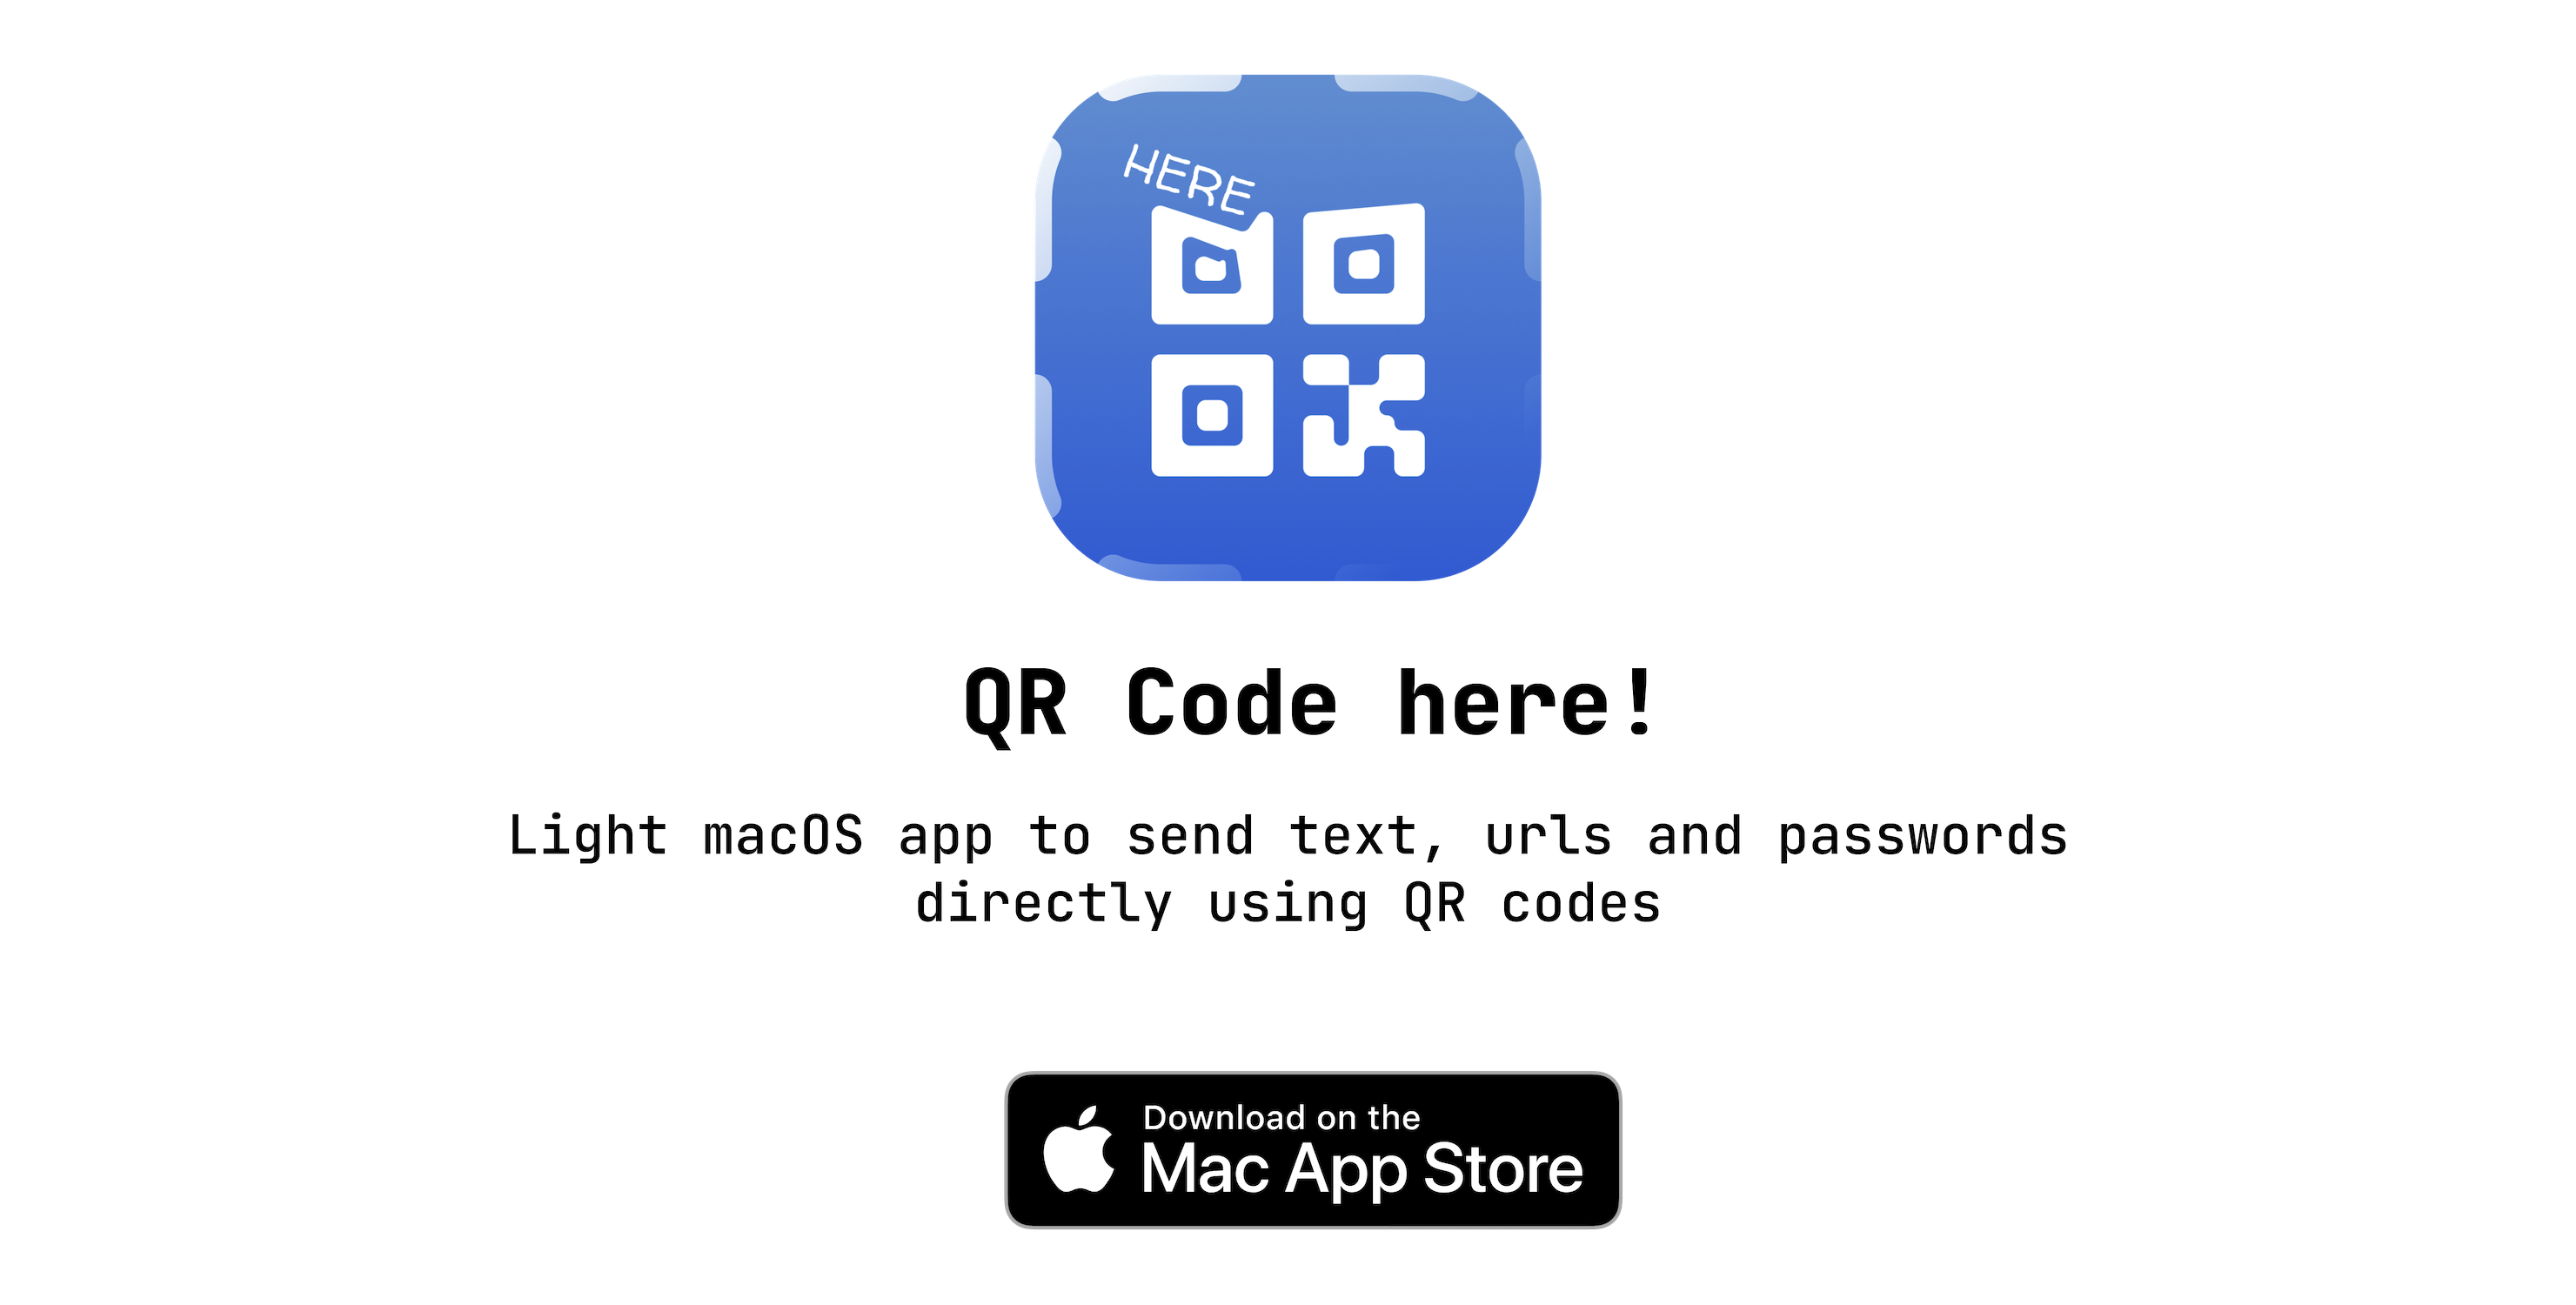 HERE
QR Code here!
Light macOS app to send text, urls and passwords
directly using QR codes
Download on the
Mac App Store